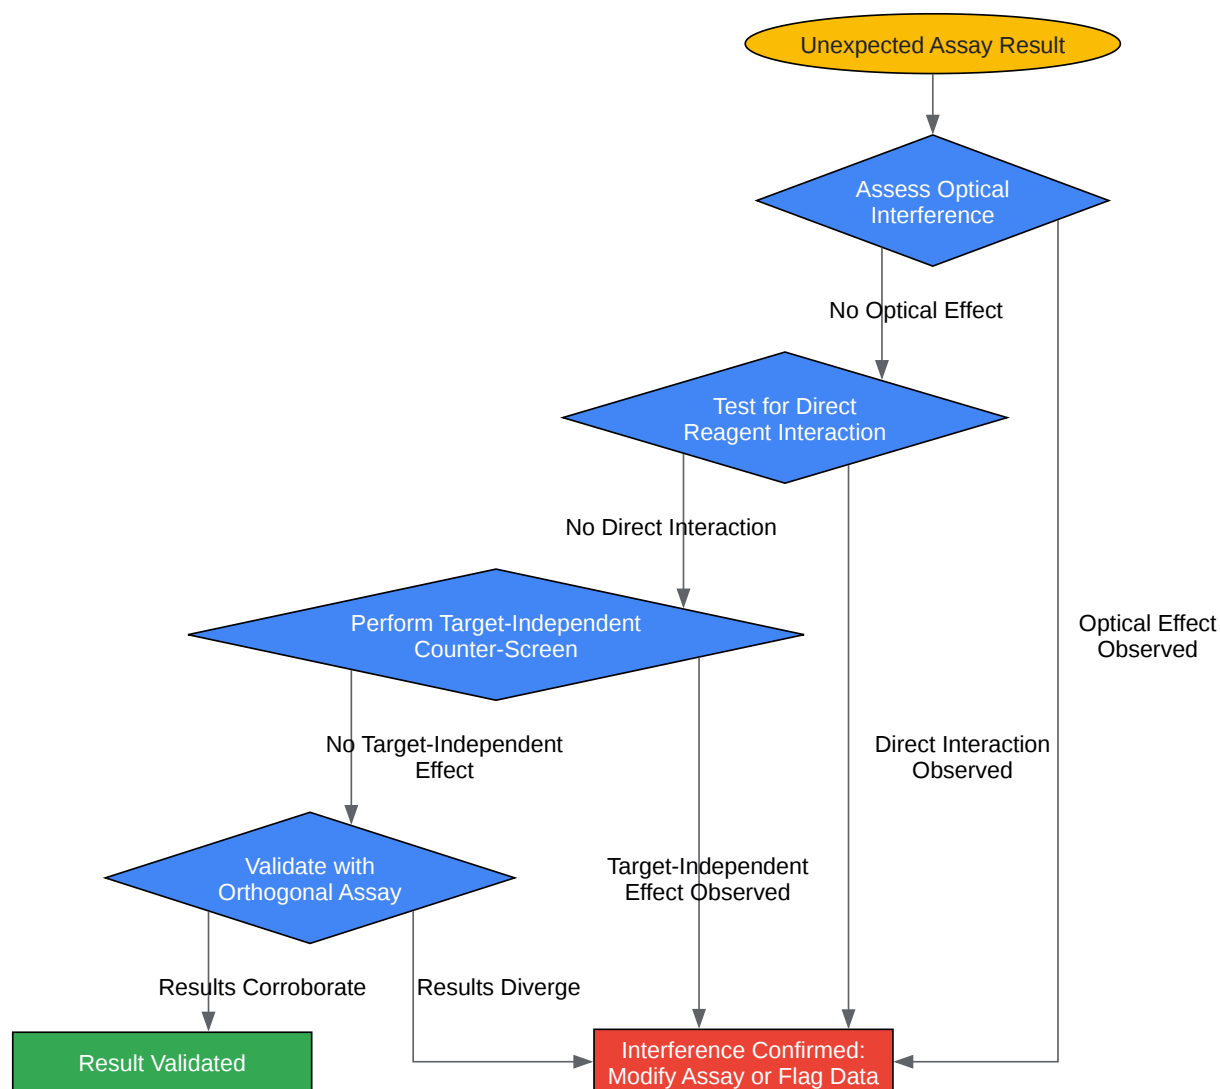 Unexpected Assay Result
Assess Optical
Interference
No Optical Effect
Test for Direct
Reagent Interaction
No Direct Interaction
Perform Target-Independent
Counter-Screen
Optical Effect
Observed
No Target-Independent
Effect
Direct Interaction
Observed
Validate with
Orthogonal Assay
Target-Independent
Effect Observed
Results Corroborate
Results Diverge
Result Validated
Interference Confirmed:
Modify Assay or Flag Data